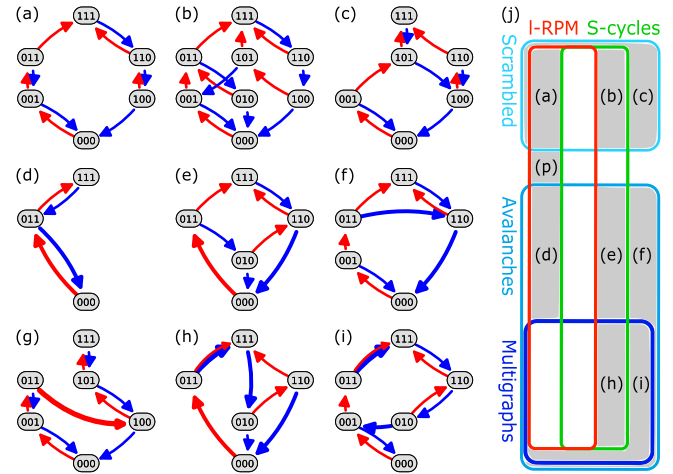 (a)
111
011
110
001
100
000
(b)
111
011
101
110
001
010
100
000
(c)
111
101
110
001
100
000
(d)
111
011
000
(e)
111
011
110
010
000
(f)
111
011
110
001
000
(g)
111
011
101
001
100
000
(h)
111
011
110
010
000
(i)
111
011
110
001
010
000
(j)
I-RPM S-cycles
Scrambled
(a) (b) (c)
(p)
Avalanches
(d) (e) (f)
Multigraphs
(h) (i)